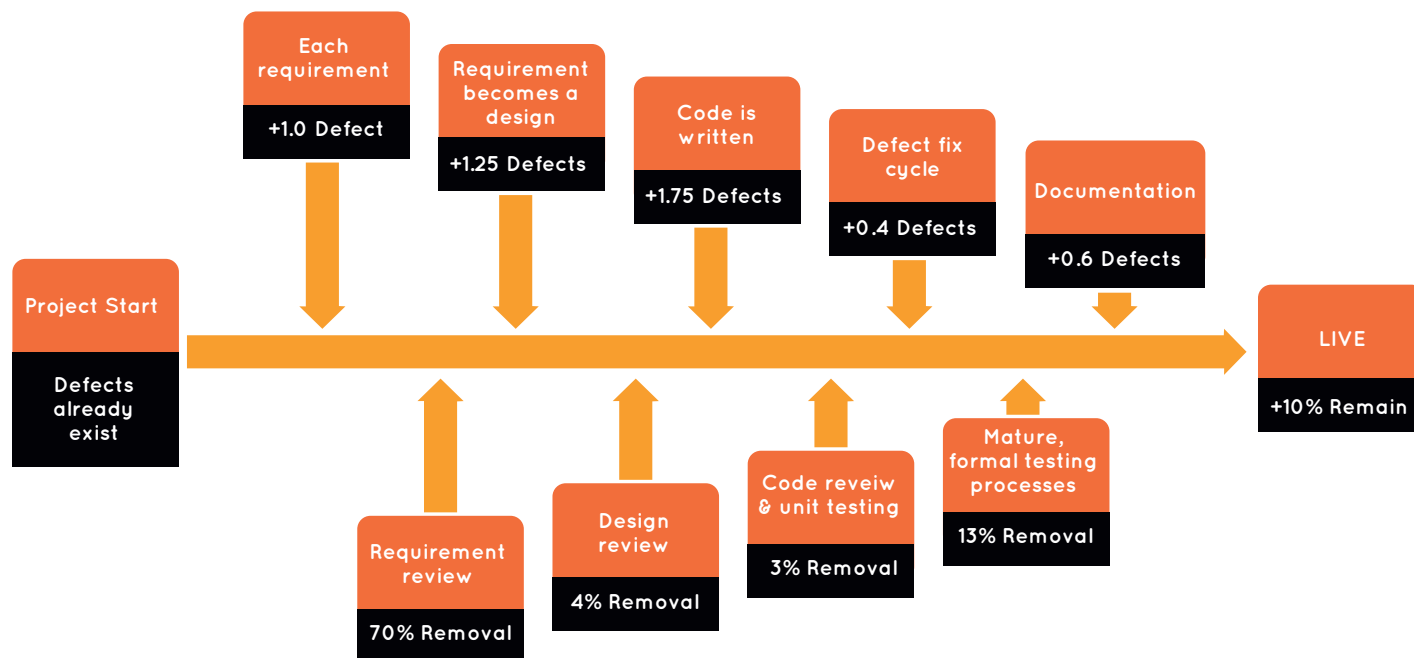 Each
requirement
+1.0 Defect
Requirement
becomes a
design
+1.25 Defects
Code is
written
+1.75 Defects
Defect fix
cycle
+0.4 Defects
Documentation
+0.6 Defects
Project Start
Defects
already
exist
LIVE
+10% Remain
Requirement
review
70% Removal
Design
review
4% Removal
Code reveiw
& unit testing
3% Removal
Mature,
formal testing
processes
13% Removal